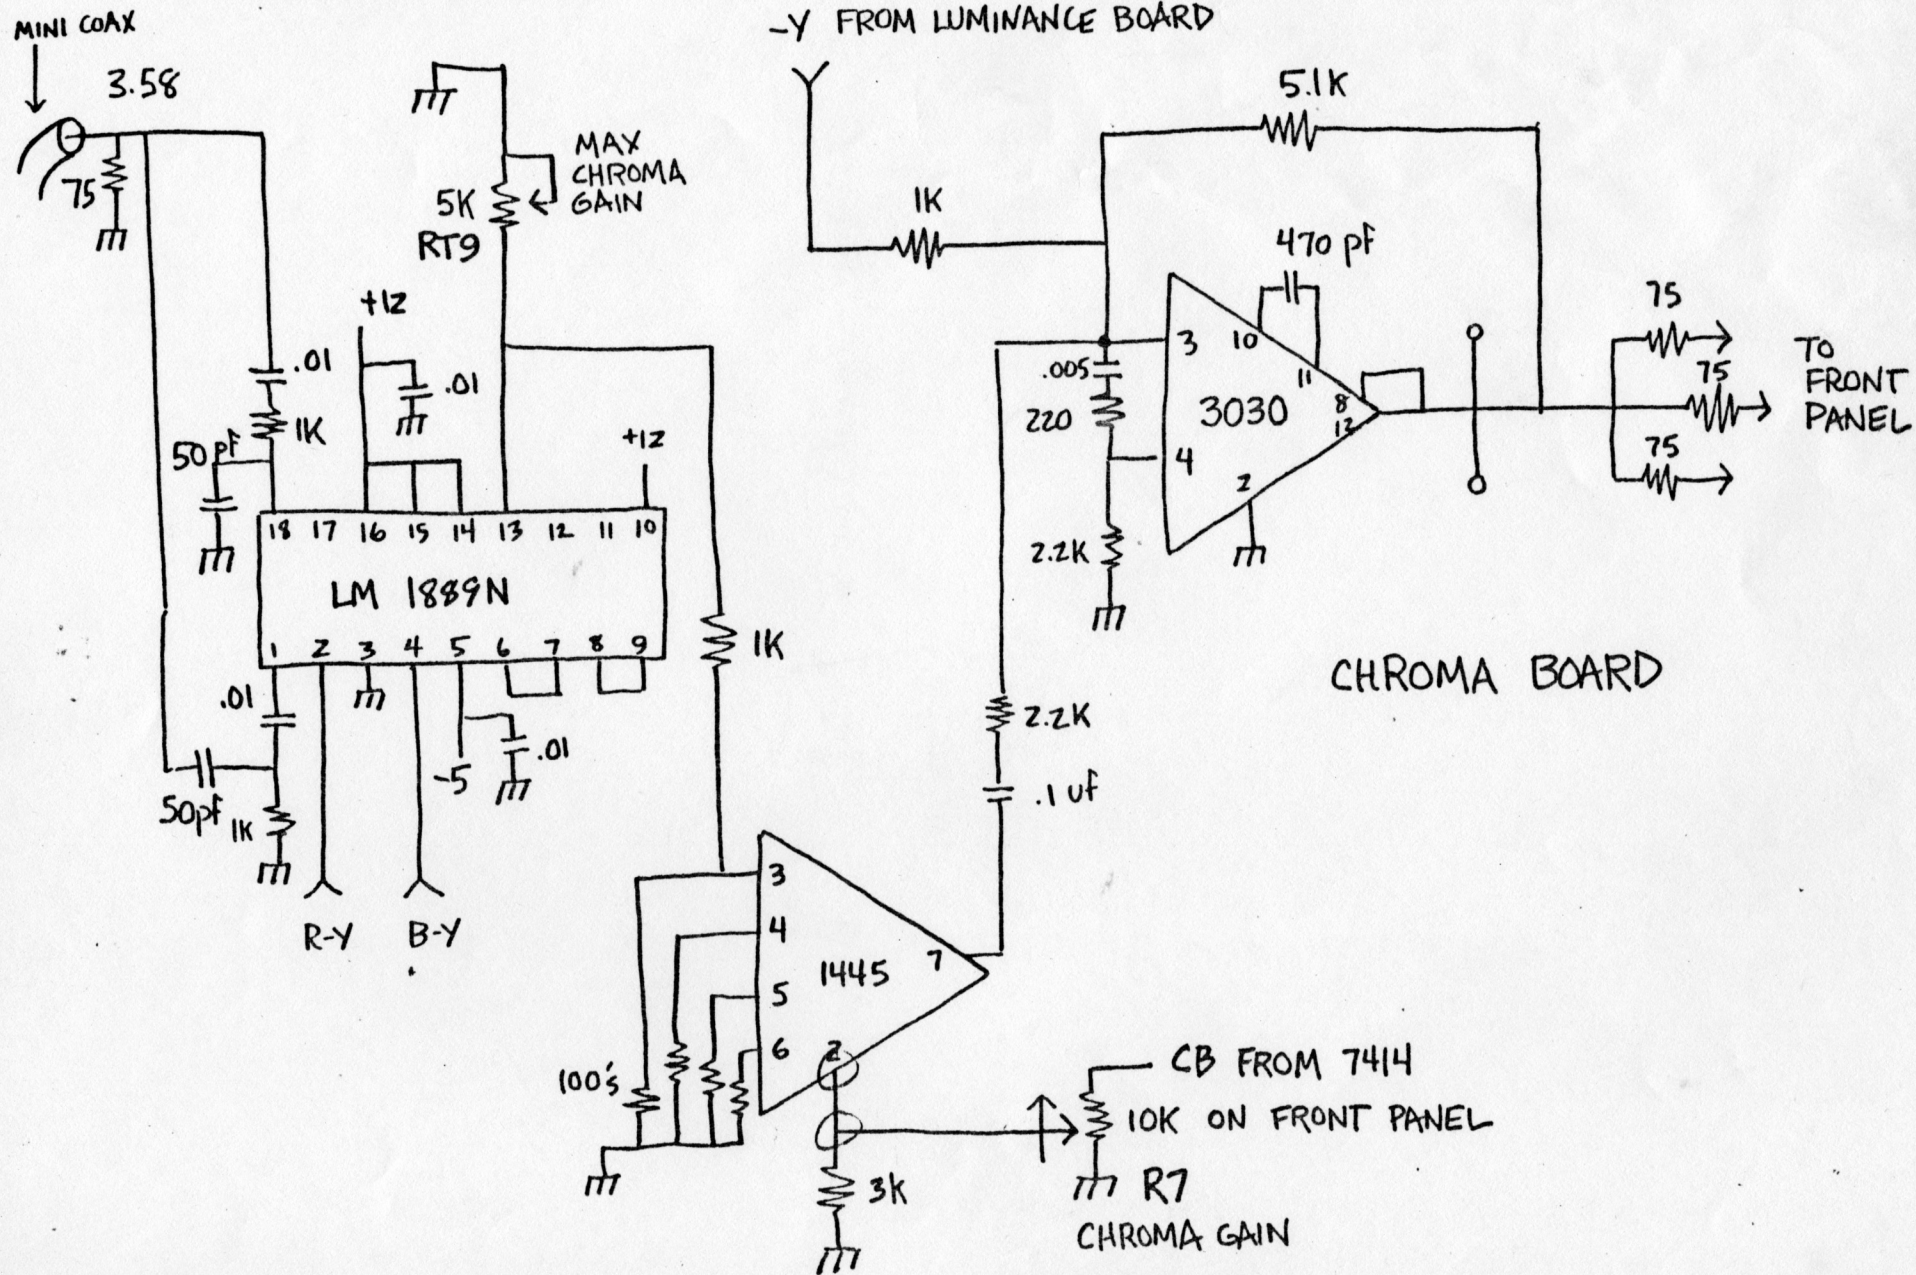 MINI COAX
3.58
75
-Y FROM LUMINANCE BOARD
5.1K
MAX
CHROMA
GAIN
5K
RT9
1K
470 pf
+12
.01
.01
1K
50 pf
+12
18 17 16 15 14 13 12 11 10
LM 1889N
1 2 3 4 5 6 7 8 9
.01
50pf
1K
-5
.01
R-Y
B-Y
1K
3
.005
220
4
2.2K
10
11
3030
8
12
2
75
75
75
TO
FRONT
PANEL
CHROMA BOARD
2.2K
.1 uf
3
4
5
6
1445
7
2
100's
3K
CB FROM 7414
10K ON FRONT PANEL
R7
CHROMA GAIN